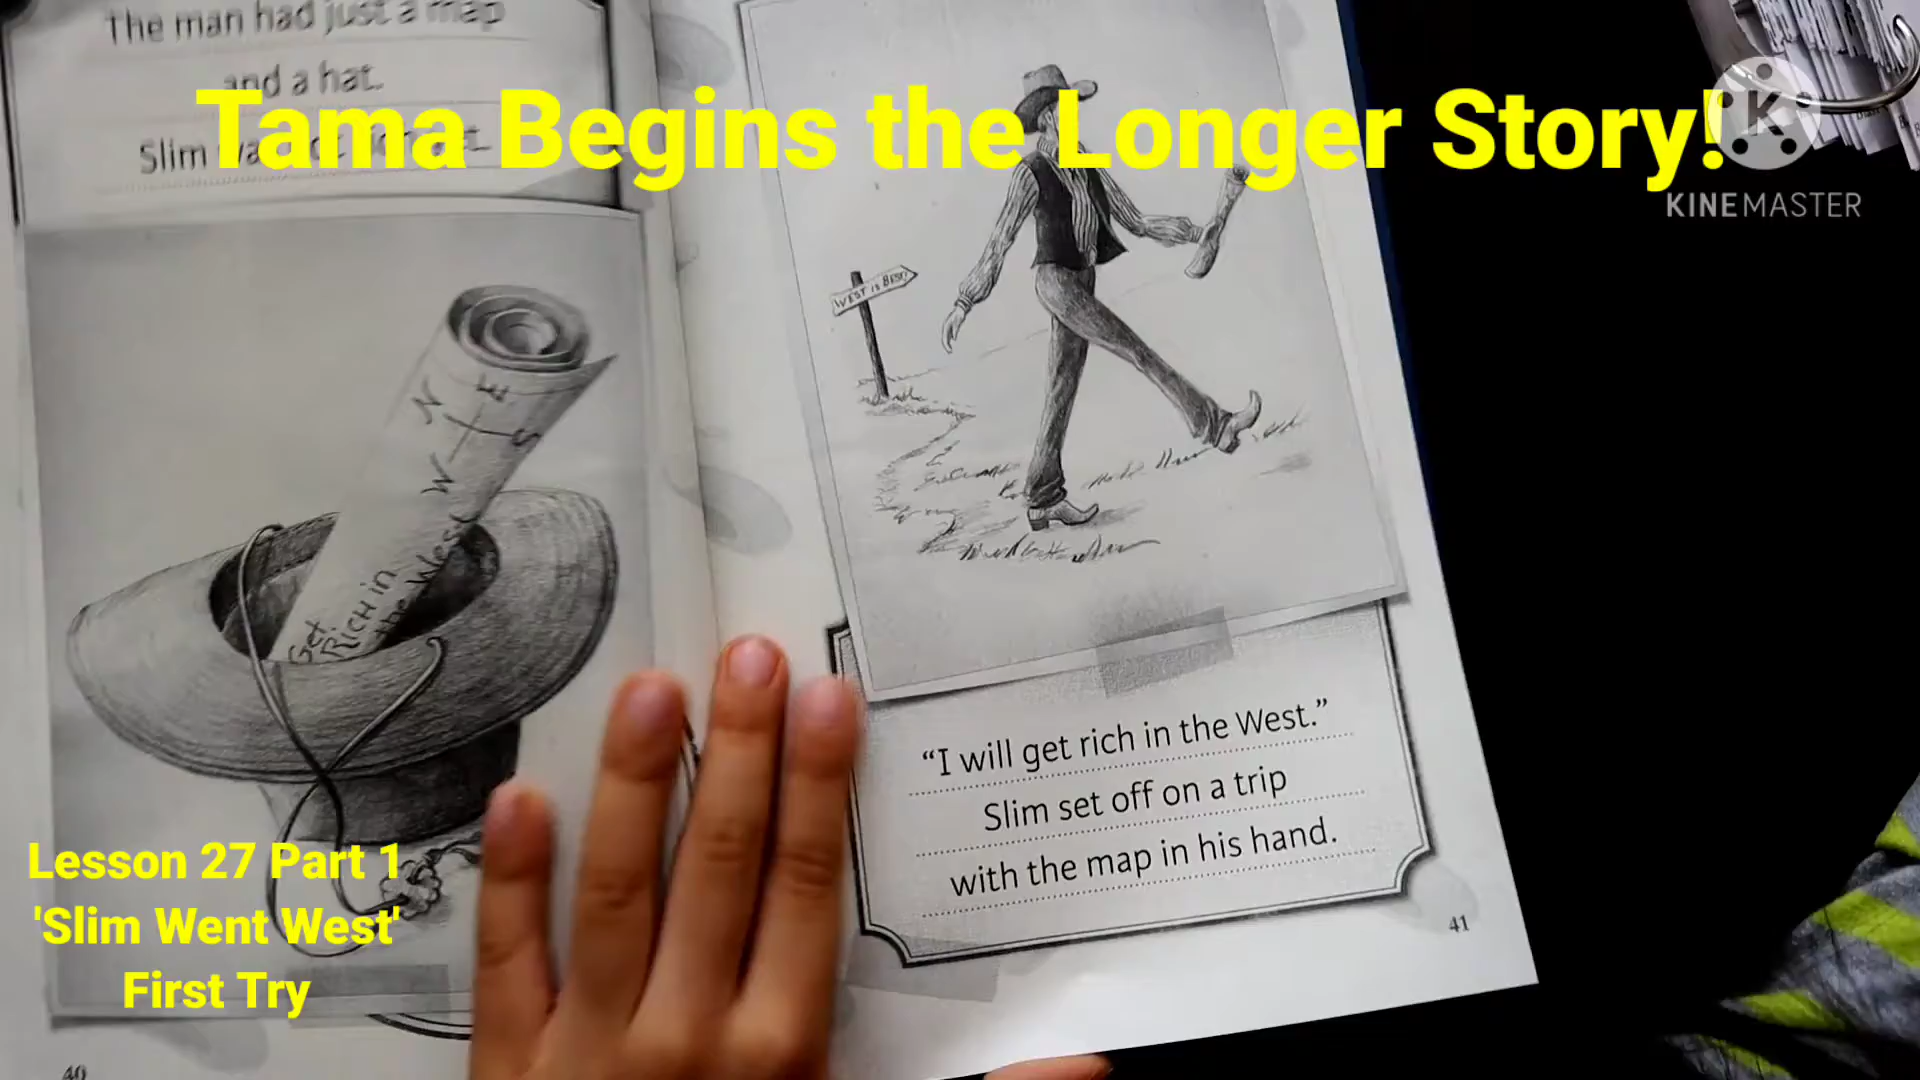 The man had just a map
and a hat.
Slim
Tama Begins the Longer Story!
K
KINEMASTER
WEST IS BEST
N E
W S
Get
RICH in
the West
"I will get rich in the West."
Slim set off on a trip
with the map in his hand.
Lesson 27 Part 1
'Slim Went West'
First Try
40
41